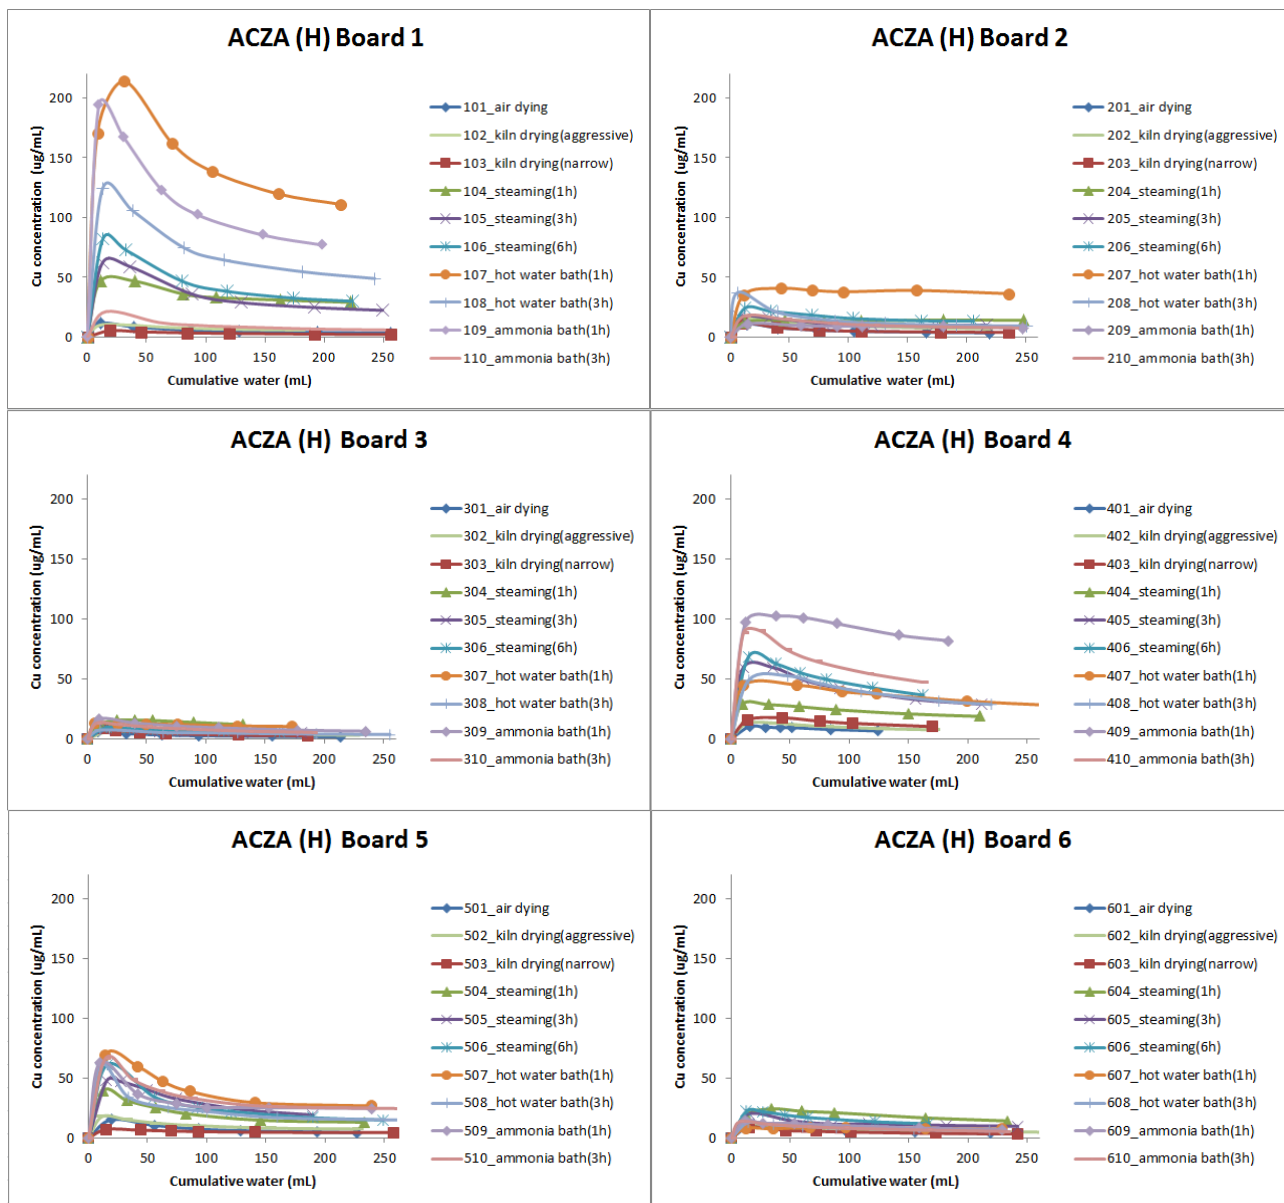 ACZA (H) Board 1
Cu concentration (ug/mL)
200
150
100
50
0
0 50 100 150 200 250
Cumulative water (mL)
101_air dying
102_kiln drying(aggressive)
103_kiln drying(narrow)
104_steaming(1h)
105_steaming(3h)
106_steaming(6h)
107_hot water bath(1h)
108_hot water bath(3h)
109_ammonia bath(1h)
110_ammonia bath(3h)
ACZA (H) Board 2
Cu concentration (ug/mL)
200
150
100
50
0
0 50 100 150 200 250
Cumulative water (mL)
201_air dying
202_kiln drying(aggressive)
203_kiln drying(narrow)
204_steaming(1h)
205_steaming(3h)
206_steaming(6h)
207_hot water bath(1h)
208_hot water bath(3h)
209_ammonia bath(1h)
210_ammonia bath(3h)
ACZA (H) Board 3
Cu concentration (ug/mL)
200
150
100
50
0
0 50 100 150 200 250
Cumulative water (mL)
301_air dying
302_kiln drying(aggressive)
303_kiln drying(narrow)
304_steaming(1h)
305_steaming(3h)
306_steaming(6h)
307_hot water bath(1h)
308_hot water bath(3h)
309_ammonia bath(1h)
310_ammonia bath(3h)
ACZA (H) Board 4
Cu concentration (ug/mL)
200
150
100
50
0
0 50 100 150 200 250
Cumulative water (mL)
401_air dying
402_kiln drying(aggressive)
403_kiln drying(narrow)
404_steaming(1h)
405_steaming(3h)
406_steaming(6h)
407_hot water bath(1h)
408_hot water bath(3h)
409_ammonia bath(1h)
410_ammonia bath(3h)
ACZA (H) Board 5
Cu concentration (ug/mL)
200
150
100
50
0
0 50 100 150 200 250
Cumulative water (mL)
501_air dying
502_kiln drying(aggressive)
503_kiln drying(narrow)
504_steaming(1h)
505_steaming(3h)
506_steaming(6h)
507_hot water bath(1h)
508_hot water bath(3h)
509_ammonia bath(1h)
510_ammonia bath(3h)
ACZA (H) Board 6
Cu concentration (ug/mL)
200
150
100
50
0
0 50 100 150 200 250
Cumulative water (mL)
601_air dying
602_kiln drying(aggressive)
603_kiln drying(narrow)
604_steaming(1h)
605_steaming(3h)
606_steaming(6h)
607_hot water bath(1h)
608_hot water bath(3h)
609_ammonia bath(1h)
610_ammonia bath(3h)